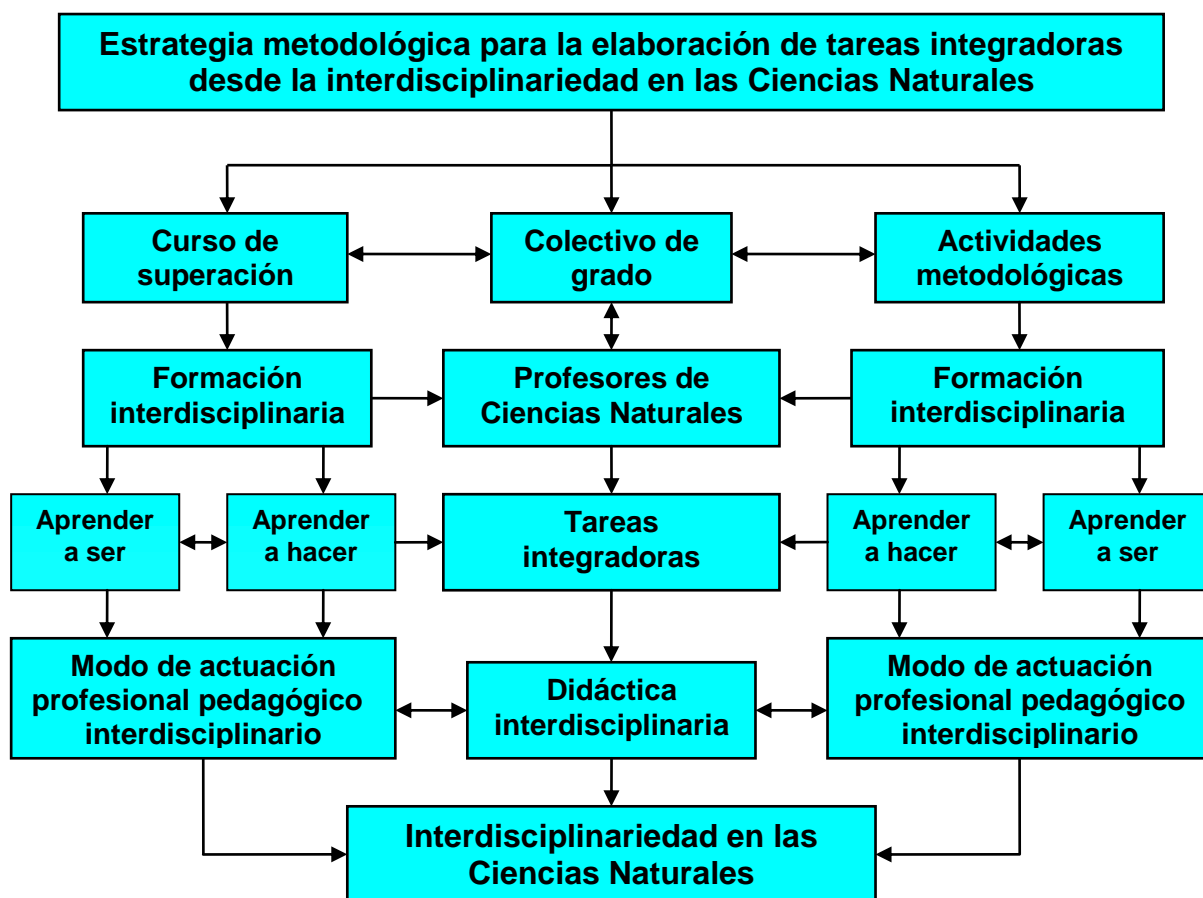 Estrategia metodológica para la elaboración de tareas integradoras
desde la interdisciplinariedad en las Ciencias Naturales
Curso de
superación
Colectivo de
grado
Actividades
metodológicas
Formación
interdisciplinaria
Profesores de
Ciencias Naturales
Formación
interdisciplinaria
Aprender
a ser
Aprender
a hacer
Tareas
integradoras
Aprender
a hacer
Aprender
a ser
Modo de actuación
profesional pedagógico
interdisciplinario
Didáctica
interdisciplinaria
Modo de actuación
profesional pedagógico
interdisciplinario
Interdisciplinariedad en las
Ciencias Naturales